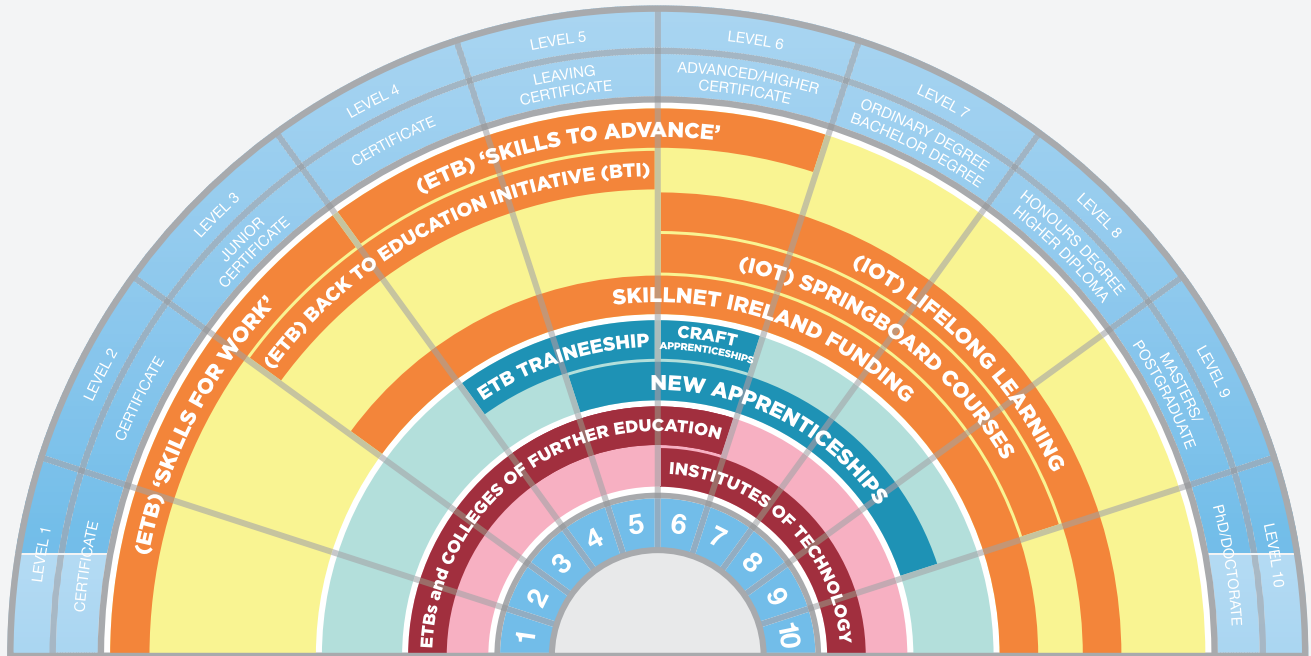 LEVEL 1
CERTIFICATE
LEVEL 2
CERTIFICATE
LEVEL 3
JUNIOR
CERTIFICATE
LEVEL 4
CERTIFICATE
LEVEL 5
LEAVING
CERTIFICATE
LEVEL 6
ADVANCED/HIGHER
CERTIFICATE
LEVEL 7
ORDINARY DEGREE
BACHELOR DEGREE
LEVEL 8
HONOURS DEGREE
HIGHER DIPLOMA
LEVEL 9
MASTERS/
POSTGRADUATE
LEVEL 10
PhD/DOCTORATE
(ETB) ‘SKILLS FOR WORK’
(ETB) ‘SKILLS TO ADVANCE’
(ETB) BACK TO EDUCATION INITIATIVE (BTI)
(IOT) LIFELONG LEARNING
(IOT) SPRINGBOARD COURSES
SKILLNET IRELAND FUNDING
ETB TRAINEESHIP
CRAFT
APPRENTICESHIPS
NEW APPRENTICESHIPS
ETBs and COLLEGES OF FURTHER EDUCATION
INSTITUTES OF TECHNOLOGY
1
2
3
4
5
6
7
8
9
10